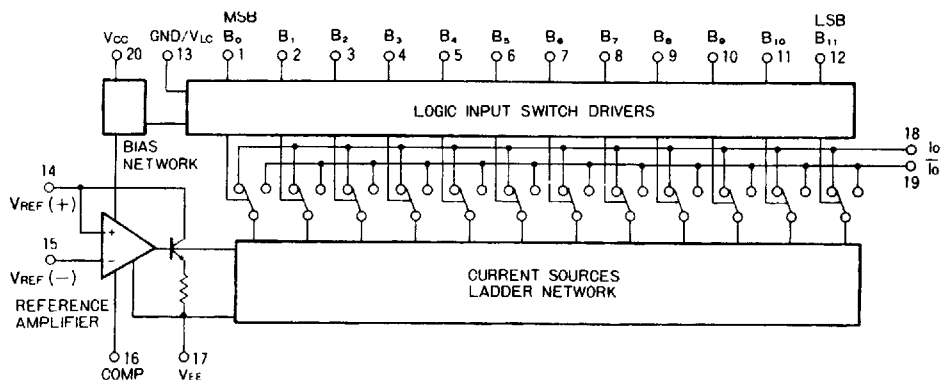 MSB LSB
VCC GND/VLC B0 B1 B2 B3 B4 B5 B6 B7 B8 B9 B10 B11
20 13 1 2 3 4 5 6 7 8 9 10 11 12
LOGIC INPUT SWITCH DRIVERS
BIAS
NETWORK
18
Io
Io
19
14
VREF (+)
+
15
−
VREF (−)
REFERENCE
AMPLIFIER
CURRENT SOURCES
LADDER NETWORK
16 17
COMP VEE